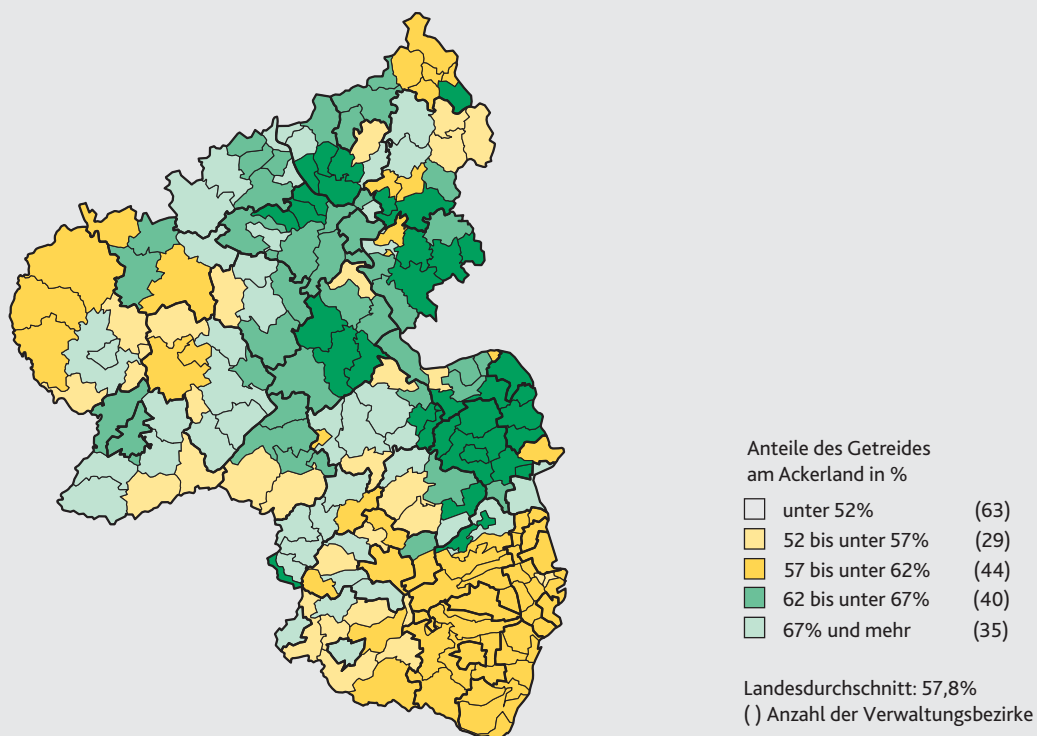 Anteile des Getreides
am Ackerland in %
unter 52% (63)
52 bis unter 57% (29)
57 bis unter 62% (44)
62 bis unter 67% (40)
67% und mehr (35)
Landesdurchschnitt: 57,8%
( ) Anzahl der Verwaltungsbezirke